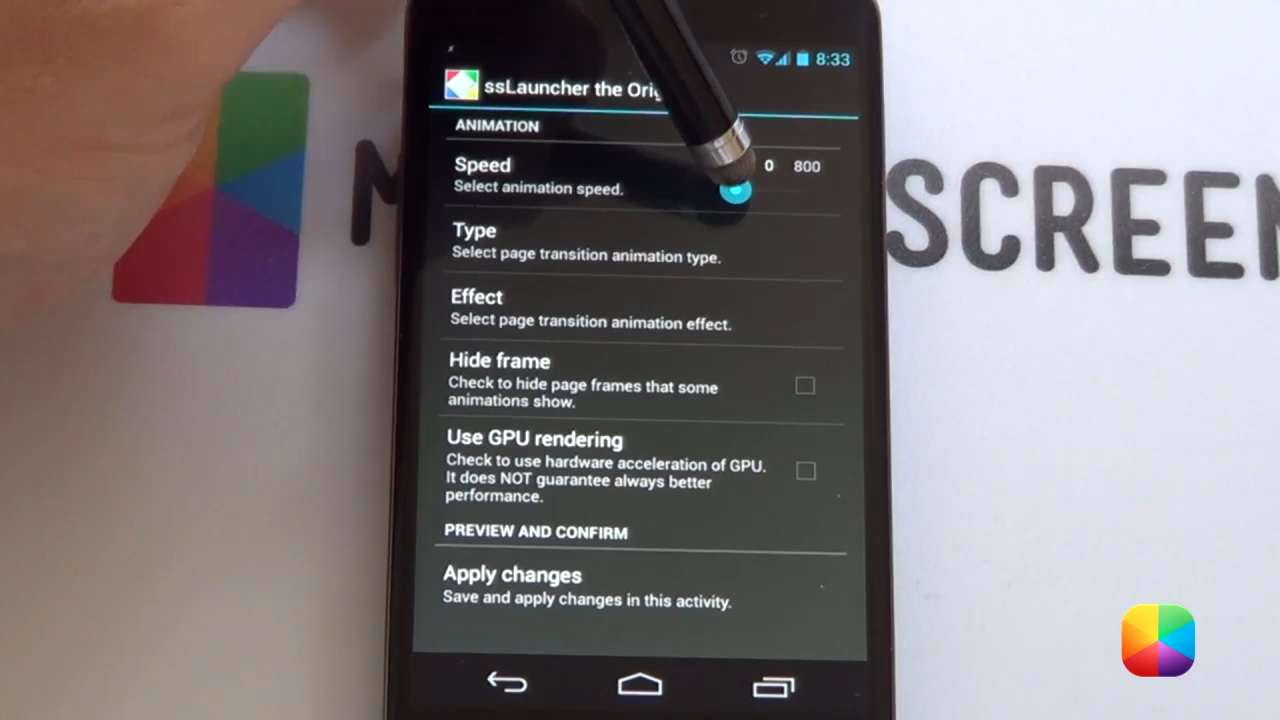 8:33
ssLauncher the Orig
ANIMATION
Speed
0 800
Select animation speed.
Type
Select page transition animation type.
Effect
Select page transition animation effect.
Hide frame
Check to hide page frames that some
animations show.
Use GPU rendering
Check to use hardware acceleration of GPU.
It does NOT guarantee always better
performance.
PREVIEW AND CONFIRM
Apply changes
Save and apply changes in this activity.
SCREEN